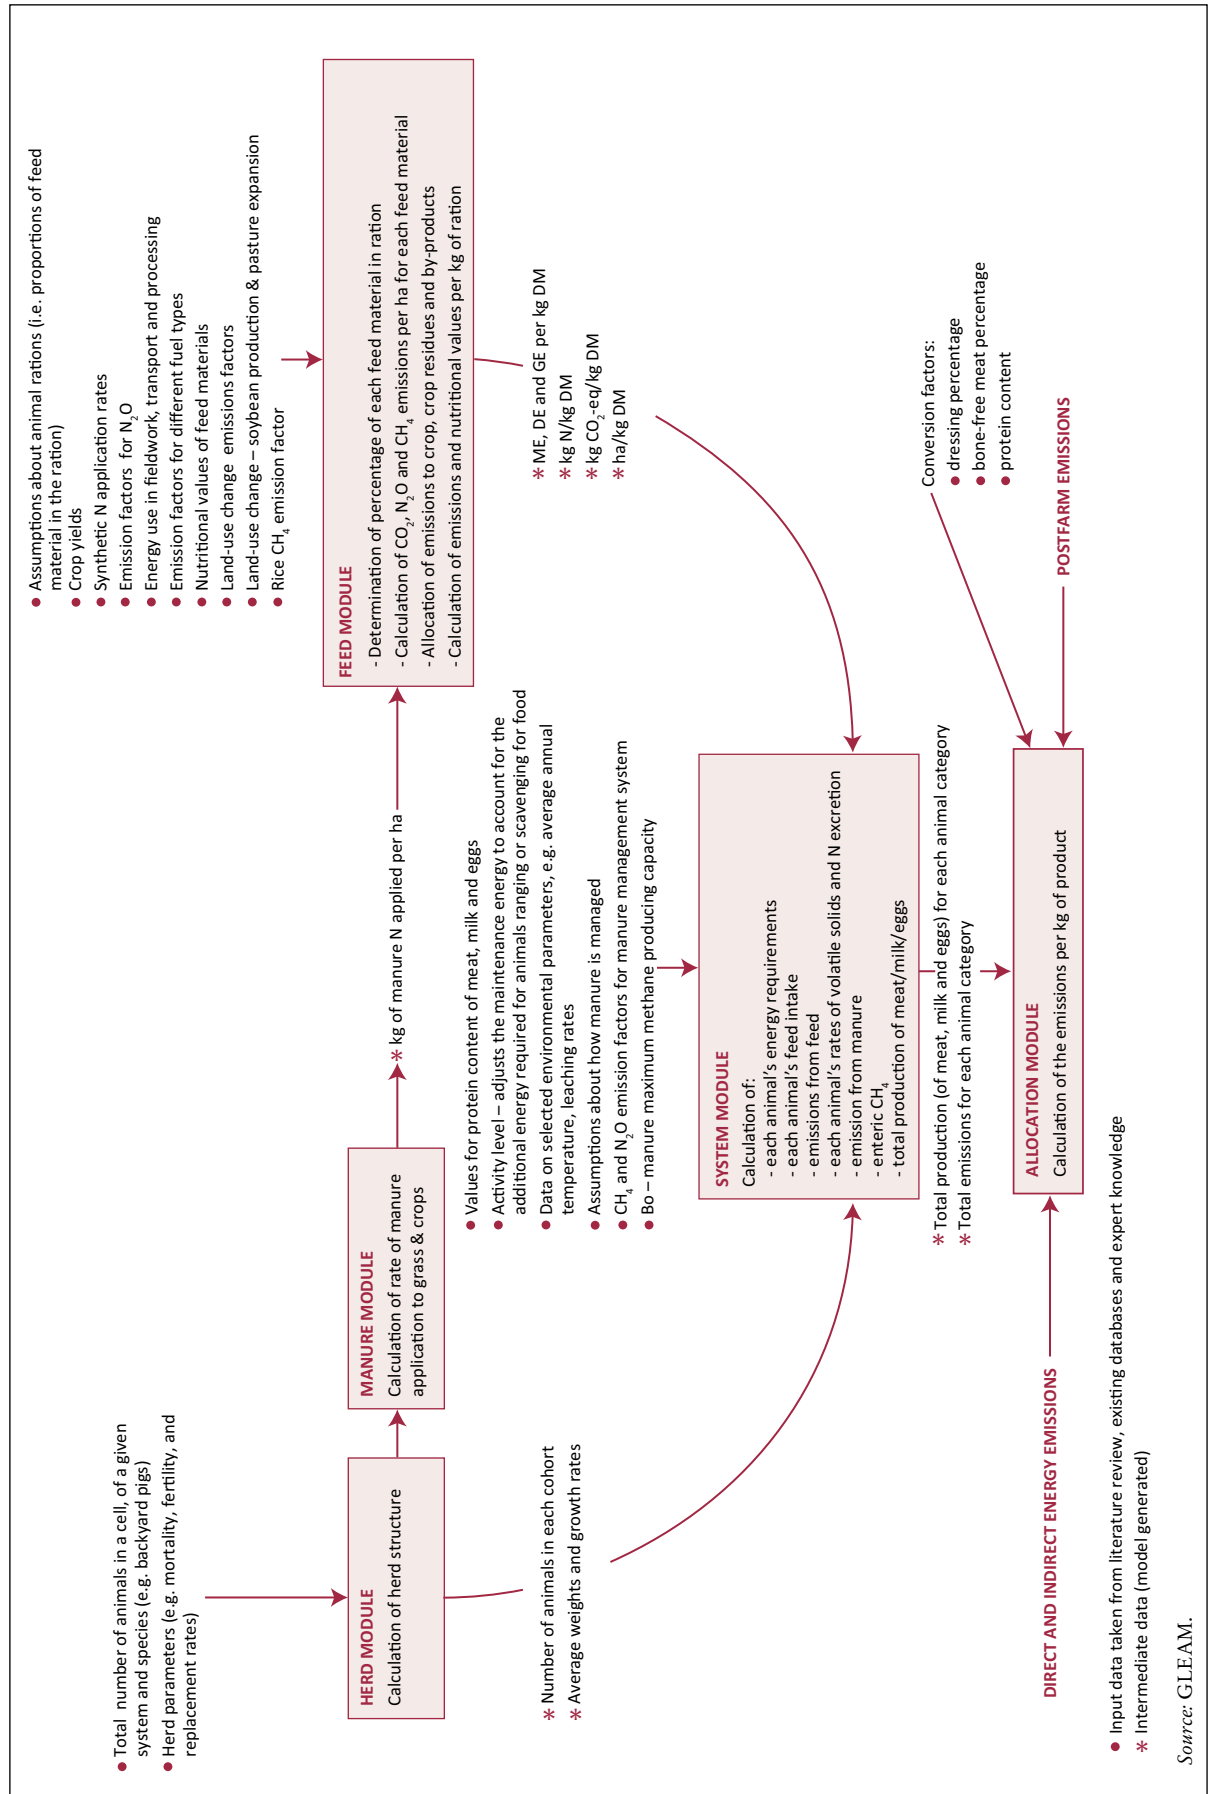 ● Total number of animals in a cell, of a given
system and species (e.g. backyard pigs)
● Herd parameters (e.g. mortality, fertility, and
replacement rates)
HERD MODULE
Calculation of herd structure
* Number of animals in each cohort
* Average weights and growth rates
MANURE MODULE
Calculation of rate of manure
application to grass & crops
* kg of manure N applied per ha
● Assumptions about animal rations (i.e. proportions of feed
material in the ration)
● Crop yields
● Synthetic N application rates
● Emission factors for N₂O
● Energy use in fieldwork, transport and processing
● Emission factors for different fuel types
● Nutritional values of feed materials
● Land-use change emissions factors
● Land-use change – soybean production & pasture expansion
● Rice CH₄ emission factor
FEED MODULE
- Determination of percentage of each feed material in ration
- Calculation of CO₂, N₂O and CH₄ emissions per ha for each feed material
- Allocation of emissions to crop, crop residues and by-products
- Calculation of emissions and nutritional values per kg of ration
* ME, DE and GE per kg DM
* kg N/kg DM
* kg CO₂-eq/kg DM
* ha/kg DM
● Values for protein content of meat, milk and eggs
● Activity level – adjusts the maintenance energy to account for the
additional energy required for animals ranging or scavenging for food
● Data on selected environmental parameters, e.g. average annual
temperature, leaching rates
● Assumptions about how manure is managed
● CH₄ and N₂O emission factors for manure management system
● Bo – manure maximum methane producing capacity
SYSTEM MODULE
Calculation of:
- each animal's energy requirements
- each animal's feed intake
- emissions from feed
- each animal's rates of volatile solids and N excretion
- emission from manure
- enteric CH₄
- total production of meat/milk/eggs
* Total production (of meat, milk and eggs) for each animal category
* Total emissions for each animal category
Conversion factors:
● dressing percentage
● bone-free meat percentage
● protein content
DIRECT AND INDIRECT ENERGY EMISSIONS
ALLOCATION MODULE
Calculation of the emissions per kg of product
POSTFARM EMISSIONS
● Input data taken from literature review, existing databases and expert knowledge
* Intermediate data (model generated)
Source: GLEAM.